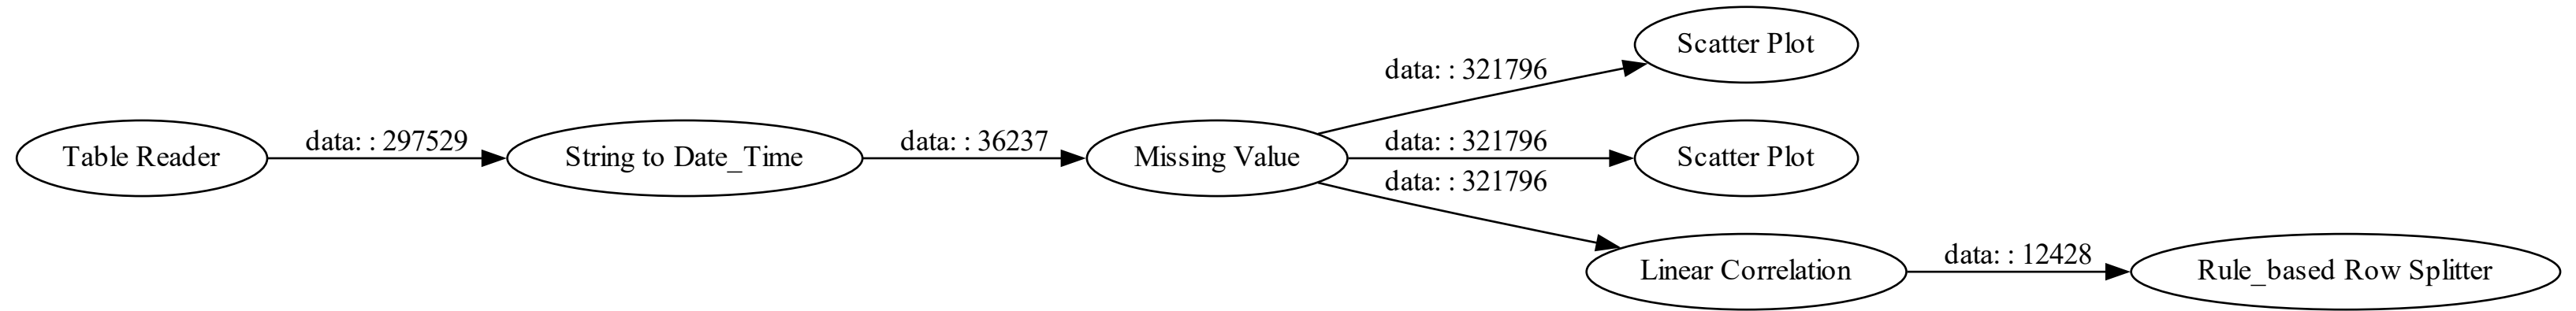 Table Reader
data: : 297529
String to Date_Time
data: : 36237
Missing Value
data: : 321796
Scatter Plot
data: : 321796
Scatter Plot
data: : 321796
Linear Correlation
data: : 12428
Rule_based Row Splitter